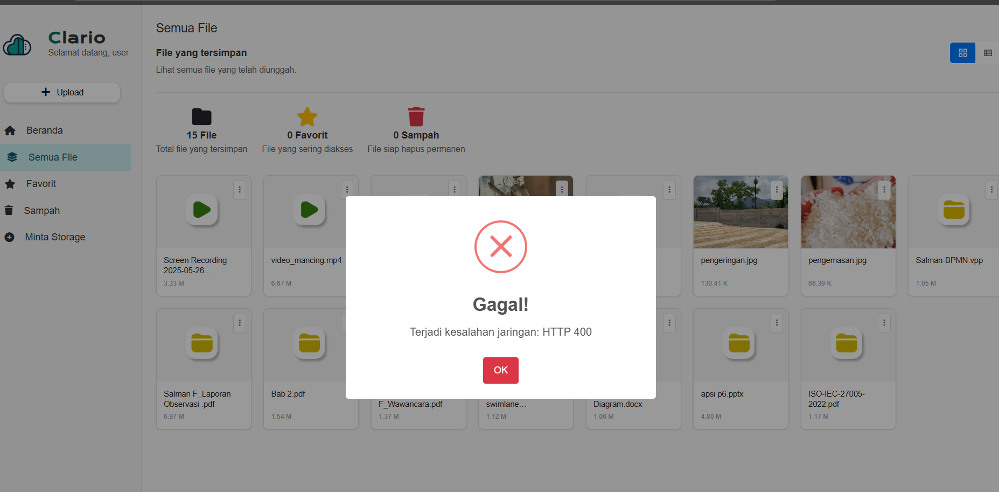 Clario
Selamat datang, user
Upload
Beranda
Semua File
Favorit
Sampah
Minta Storage
Semua File
File yang tersimpan
Lihat semua file yang telah diunggah.
15 File
Total file yang tersimpan
0 Favorit
File yang sering diakses
0 Sampah
File siap hapus permanen
Screen Recording
2025-05-26...
3.33 M
video_mancing.mp4
6.67 M
pengeringan.jpg
130.41 K
pengemasan.jpg
66.39 K
Salman-BPMN.vpp
1.05 M
Salman F_Laporan
Observasi .pdf
6.97 M
Bab 2.pdf
1.54 M
F_Wawancara.pdf
1.37 M
swimlane...
1.12 M
Diagram.docx
1.06 M
apsi p6.pptx
4.80 M
ISO-IEC-27005-
2022.pdf
1.17 M
Gagal!
Terjadi kesalahan jaringan: HTTP 400
OK